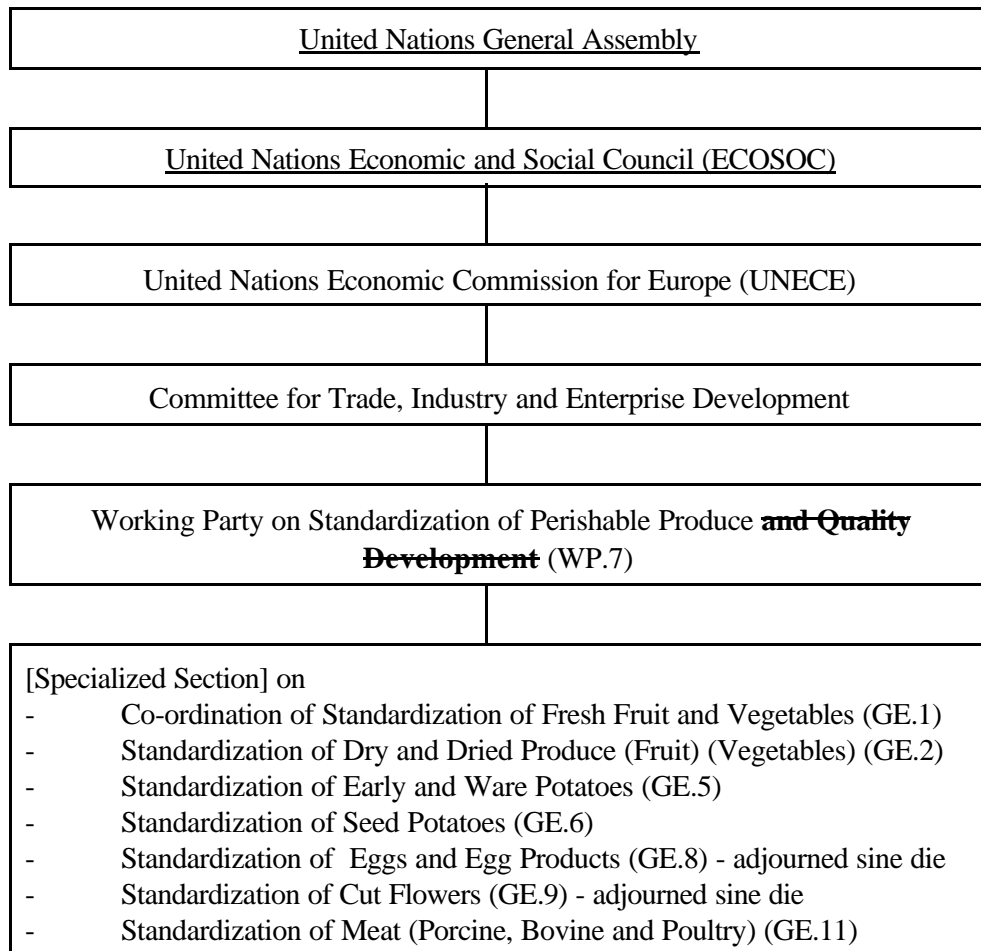 United Nations General Assembly
United Nations Economic and Social Council (ECOSOC)
United Nations Economic Commission for Europe (UNECE)
Committee for Trade, Industry and Enterprise Development
Working Party on Standardization of Perishable Produce and Quality
Development (WP.7)
[Specialized Section] on
- Co-ordination of Standardization of Fresh Fruit and Vegetables (GE.1)
- Standardization of Dry and Dried Produce (Fruit) (Vegetables) (GE.2)
- Standardization of Early and Ware Potatoes (GE.5)
- Standardization of Seed Potatoes (GE.6)
- Standardization of Eggs and Egg Products (GE.8) - adjourned sine die
- Standardization of Cut Flowers (GE.9) - adjourned sine die
- Standardization of Meat (Porcine, Bovine and Poultry) (GE.11)